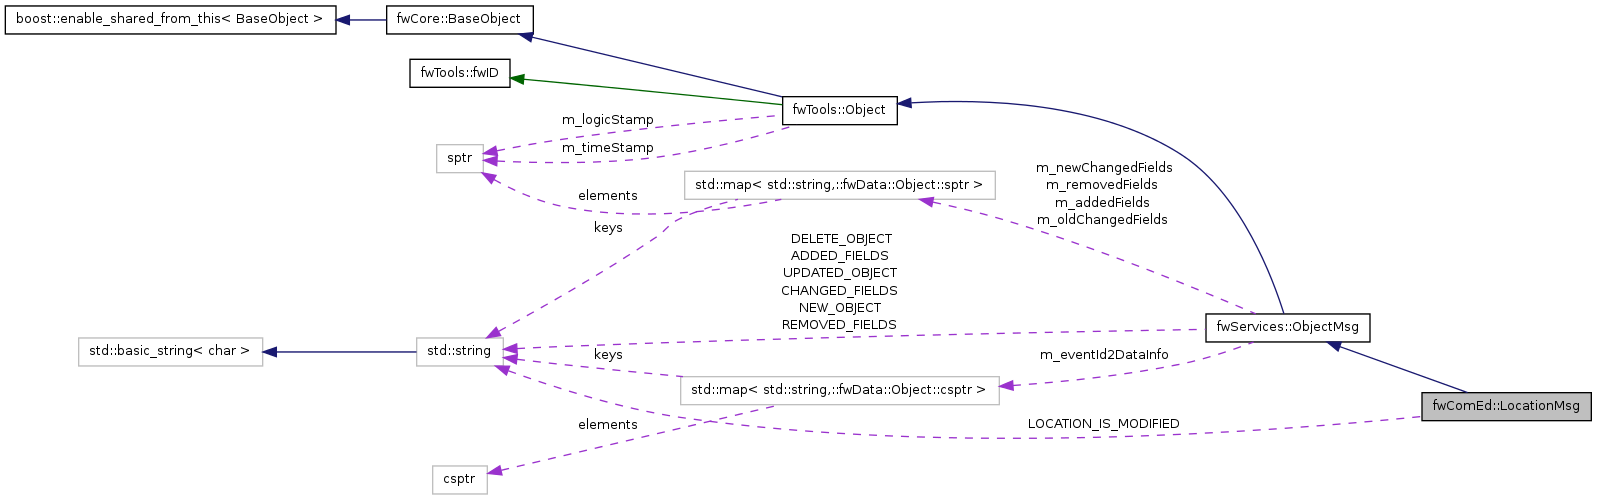 boost::enable_shared_from_this< BaseObject >
fwCore::BaseObject
fwTools::fwID
fwTools::Object
m_logicStamp
m_timeStamp
sptr
std::map< std::string,::fwData::Object::sptr >
m_newChangedFields
m_removedFields
m_addedFields
m_oldChangedFields
elements
keys
DELETE_OBJECT
ADDED_FIELDS
UPDATED_OBJECT
CHANGED_FIELDS
NEW_OBJECT
REMOVED_FIELDS
fwServices::ObjectMsg
std::basic_string< char >
std::string
keys
m_eventId2DataInfo
std::map< std::string,::fwData::Object::csptr >
fwComEd::LocationMsg
elements
LOCATION_IS_MODIFIED
csptr